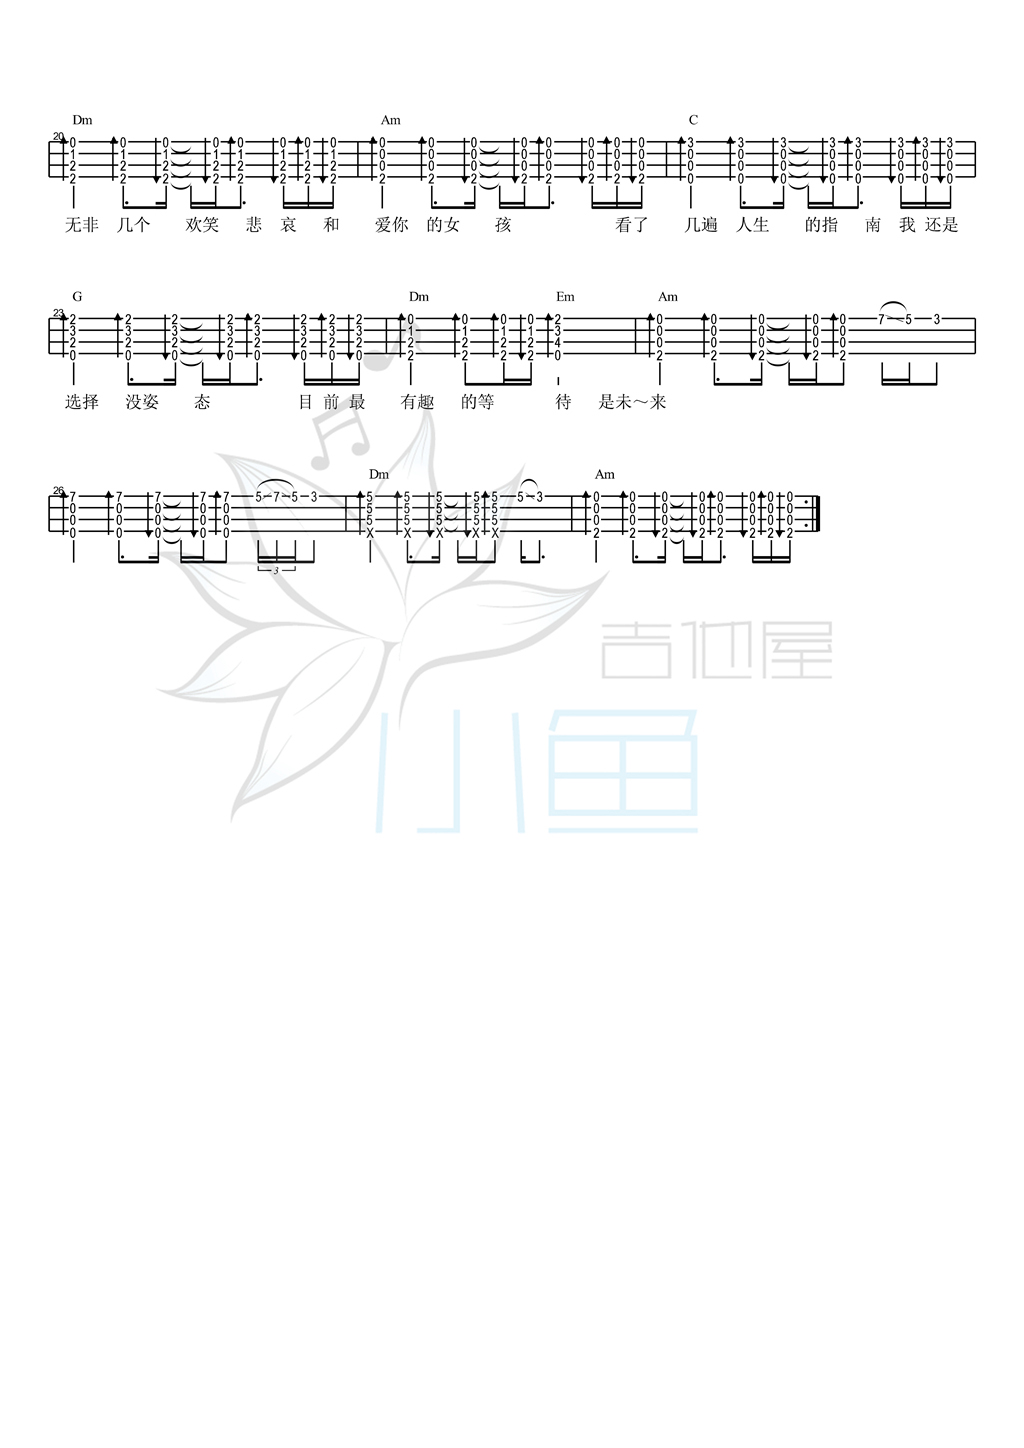 Dm Am C
20
无非 几个 欢笑 悲 哀 和 爱你 的女 孩 看了 几遍 人生 的指 南 我 还是
G Dm Em Am
23
选择 没姿 态 目 前 最 有趣 的等 待 是未～来
Dm Am
26
3
吉他屋
小鱼